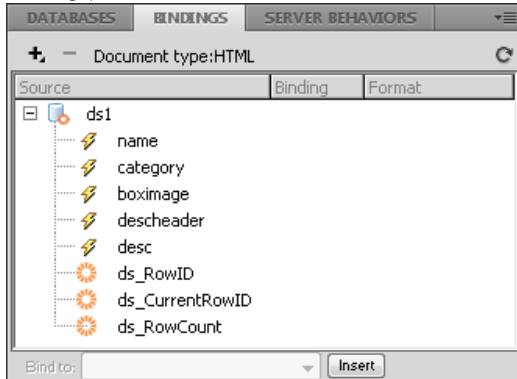 DATABASES BINDINGS SERVER BEHAVIORS
Document type:HTML
Source Binding Format
ds1
name
category
boximage
descheader
desc
ds_RowID
ds_CurrentRowID
ds_RowCount
Bind to: Insert